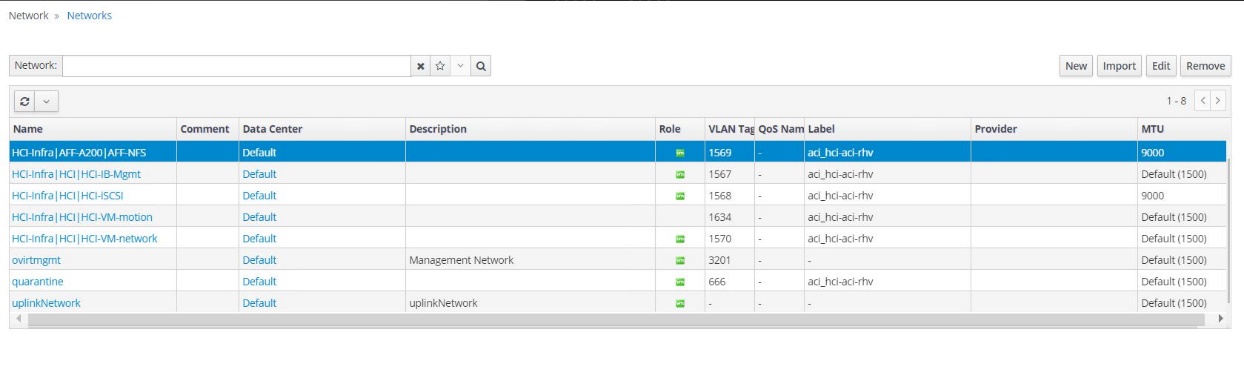 Network » Networks
Network:
New Import Edit Remove
1 - 8
Name Comment Data Center Description Role VLAN Tag QoS Nam Label Provider MTU
HCI-Infra|AFF-A200|AFF-NFS Default 1569 - aci_hci-aci-rhv 9000
HCI-Infra|HCI|HCI-IB-Mgmt Default 1567 - aci_hci-aci-rhv Default (1500)
HCI-Infra|HCI|HCI-iSCSI Default 1568 - aci_hci-aci-rhv 9000
HCI-Infra|HCI|HCI-VM-motion Default 1634 - aci_hci-aci-rhv Default (1500)
HCI-Infra|HCI|HCI-VM-network Default 1570 - aci_hci-aci-rhv Default (1500)
ovirtmgmt Default Management Network 3201 - - Default (1500)
quarantine Default 666 - aci_hci-aci-rhv Default (1500)
uplinkNetwork Default uplinkNetwork - - - Default (1500)